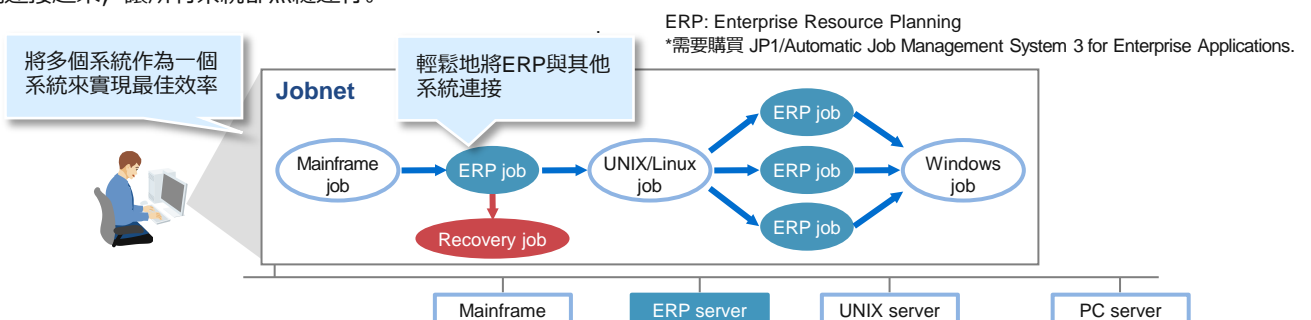 ERP: Enterprise Resource Planning
*需要購買 JP1/Automatic Job Management System 3 for Enterprise Applications.
將多個系統作為一個
系統來實現最佳效率
輕鬆地將ERP與其他
系統連接
Jobnet
Mainframe
job
ERP job
UNIX/Linux
job
ERP job
ERP job
ERP job
Windows
job
Recovery job
Mainframe
ERP server
UNIX server
PC server